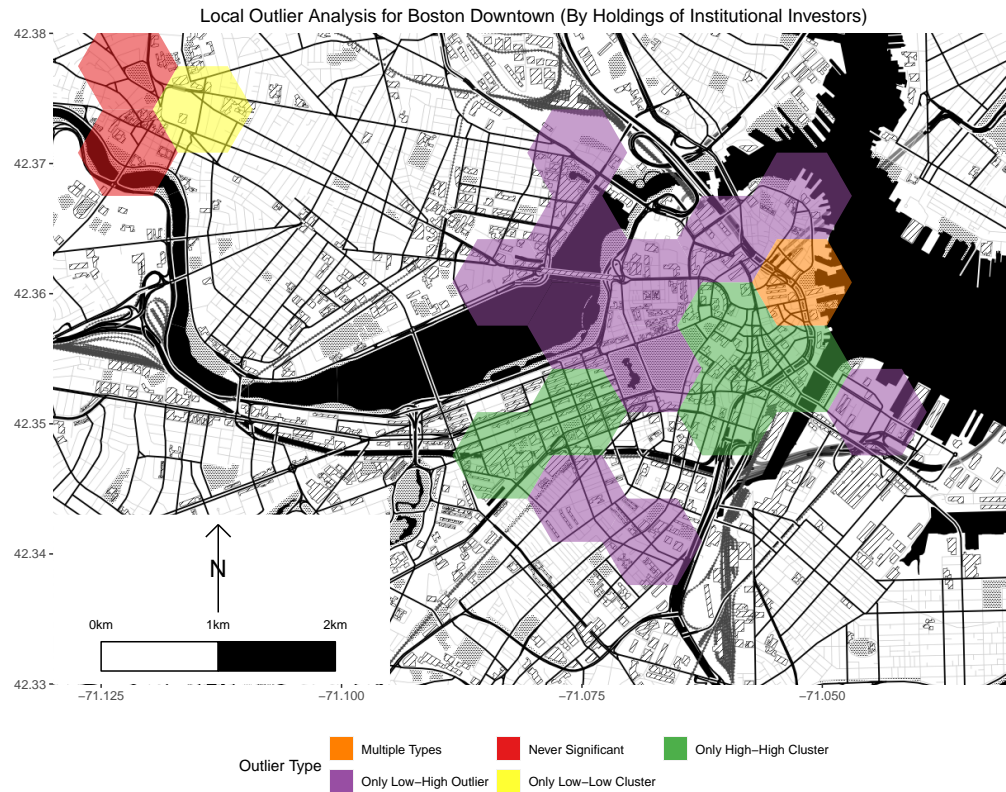 Local Outlier Analysis for Boston Downtown (By Holdings of Institutional Investors)
42.38
42.37
42.36
42.35
42.34
42.33
N
0km 1km 2km
−71.125 −71.100 −71.075 −71.050
Outlier Type
Multiple Types Never Significant Only High−High Cluster
Only Low−High Outlier Only Low−Low Cluster